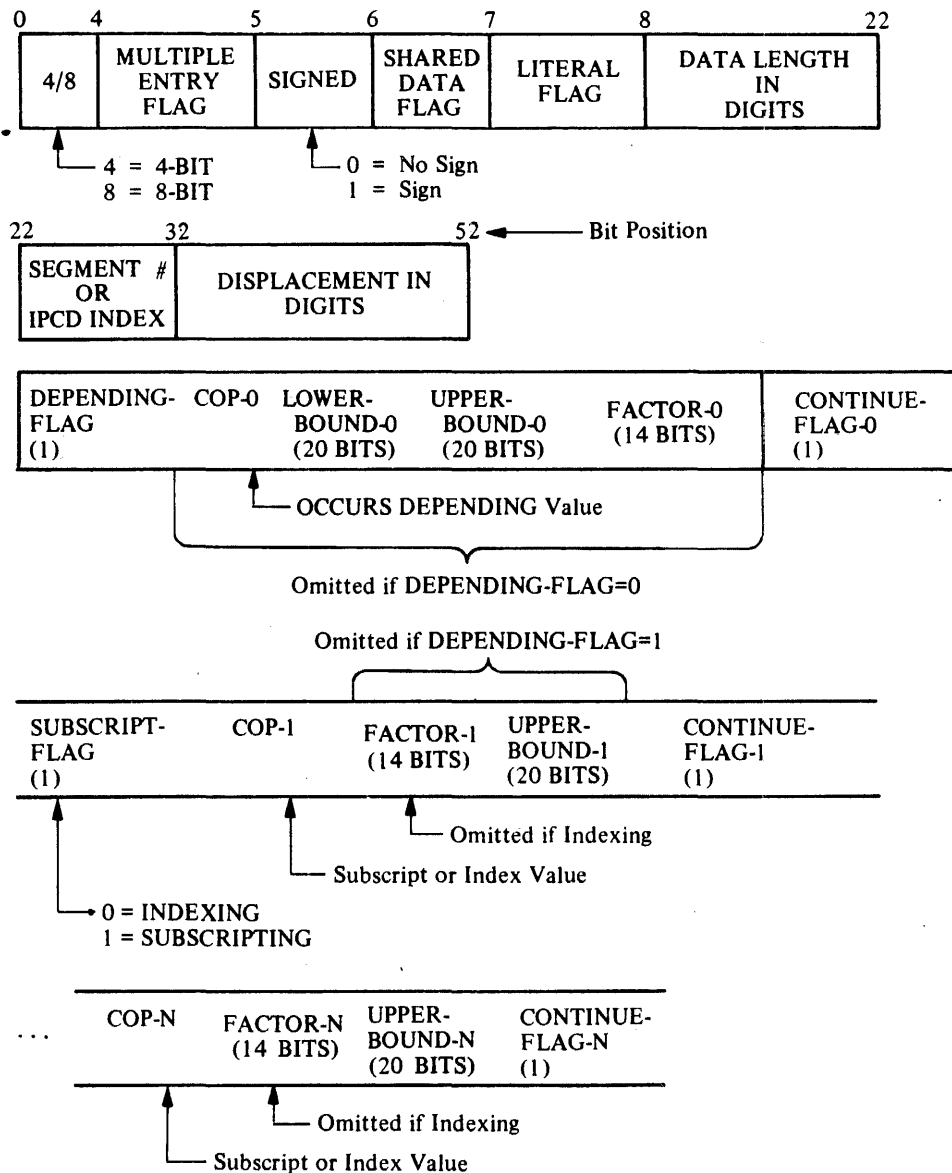 0 4 5 6 7 8 22
4/8
MULTIPLE
ENTRY
FLAG
SIGNED
SHARED
DATA
FLAG
LITERAL
FLAG
DATA LENGTH
IN
DIGITS
4 = 4-BIT
8 = 8-BIT
0 = No Sign
1 = Sign
22 32 52 Bit Position
SEGMENT #
OR
IPCD INDEX
DISPLACEMENT IN
DIGITS
DEPENDING-
FLAG
(1)
COP-0
LOWER-
BOUND-0
(20 BITS)
UPPER-
BOUND-0
(20 BITS)
FACTOR-0
(14 BITS)
CONTINUE-
FLAG-0
(1)
OCCURS DEPENDING Value
Omitted if DEPENDING-FLAG=0
Omitted if DEPENDING-FLAG=1
SUBSCRIPT-
FLAG
(1)
COP-1
FACTOR-1
(14 BITS)
UPPER-
BOUND-1
(20 BITS)
CONTINUE-
FLAG-1
(1)
Omitted if Indexing
Subscript or Index Value
0 = INDEXING
1 = SUBSCRIPTING
...
COP-N
FACTOR-N
(14 BITS)
UPPER-
BOUND-N
(20 BITS)
CONTINUE-
FLAG-N
(1)
Omitted if Indexing
Subscript or Index Value